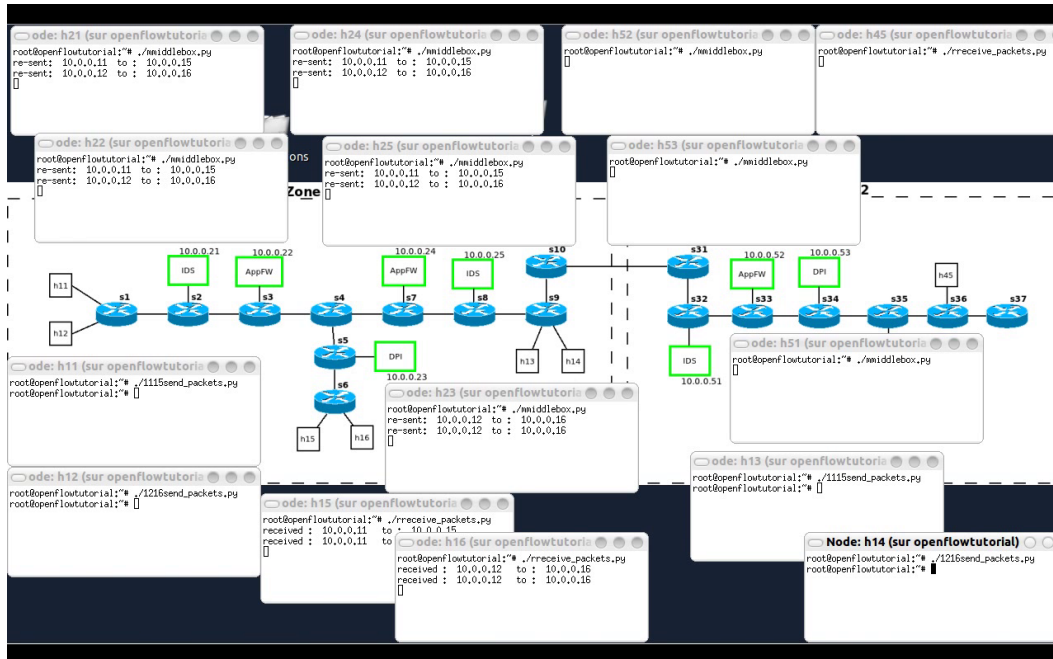 ode: h21 (sur openflowtutoria
root@openflowtutorial:~# ./mmiddlebox.py
re-sent: 10.0.0.11 to : 10.0.0.15
re-sent: 10.0.0.12 to : 10.0.0.16
ode: h24 (sur openflowtutoria
root@openflowtutorial:~# ./mmiddlebox.py
re-sent: 10.0.0.11 to : 10.0.0.15
re-sent: 10.0.0.12 to : 10.0.0.16
ode: h52 (sur openflowtutoria
root@openflowtutorial:~# ./mmiddlebox.py
ode: h45 (sur openflowtutoria
root@openflowtutorial:~# ./rreceive_packets.py
ode: h22 (sur openflowtutoria
root@openflowtutorial:~# ./mmiddlebox.py
re-sent: 10.0.0.11 to : 10.0.0.15
re-sent: 10.0.0.12 to : 10.0.0.16
ons
ode: h25 (sur openflowtutoria
root@openflowtutorial:~# ./mmiddlebox.py
re-sent: 10.0.0.11 to : 10.0.0.15
re-sent: 10.0.0.12 to : 10.0.0.16
ode: h53 (sur openflowtutoria
root@openflowtutorial:~# ./mmiddlebox.py
Zone
2
10.0.0.21
10.0.0.22
10.0.0.24
10.0.0.25
s10
s31
10.0.0.52
10.0.0.53
IDS
AppFW
AppFW
IDS
AppFW
DPI
h45
h11
s1
s2
s3
s4
s7
s8
s9
s32
s33
s34
s35
s36
s37
h12
s5
DPI
10.0.0.23
s6
h13
h14
IDS
10.0.0.51
h15
h16
ode: h51 (sur openflowtutoria
root@openflowtutorial:~# ./mmiddlebox.py
ode: h11 (sur openflowtutoria
root@openflowtutorial:~# ./1115send_packets.py
root@openflowtutorial:~#
ode: h23 (sur openflowtutoria
root@openflowtutorial:~# ./mmiddlebox.py
re-sent: 10.0.0.12 to : 10.0.0.16
re-sent: 10.0.0.12 to : 10.0.0.16
ode: h12 (sur openflowtutoria
root@openflowtutorial:~# ./1216send_packets.py
root@openflowtutorial:~#
ode: h13 (sur openflowtutoria
root@openflowtutorial:~# ./1115send_packets.py
root@openflowtutorial:~#
ode: h15 (sur openflowtutoria
root@openflowtutorial:~# ./rreceive_packets.py
received : 10.0.0.11 to : 10.0.0.15
received : 10.0.0.11 to
ode: h16 (sur openflowtutoria
root@openflowtutorial:~# ./rreceive_packets.py
received : 10.0.0.12 to : 10.0.0.16
received : 10.0.0.12 to : 10.0.0.16
Node: h14 (sur openflowtutorial)
root@openflowtutorial:~# ./1216send_packets.py
root@openflowtutorial:~#